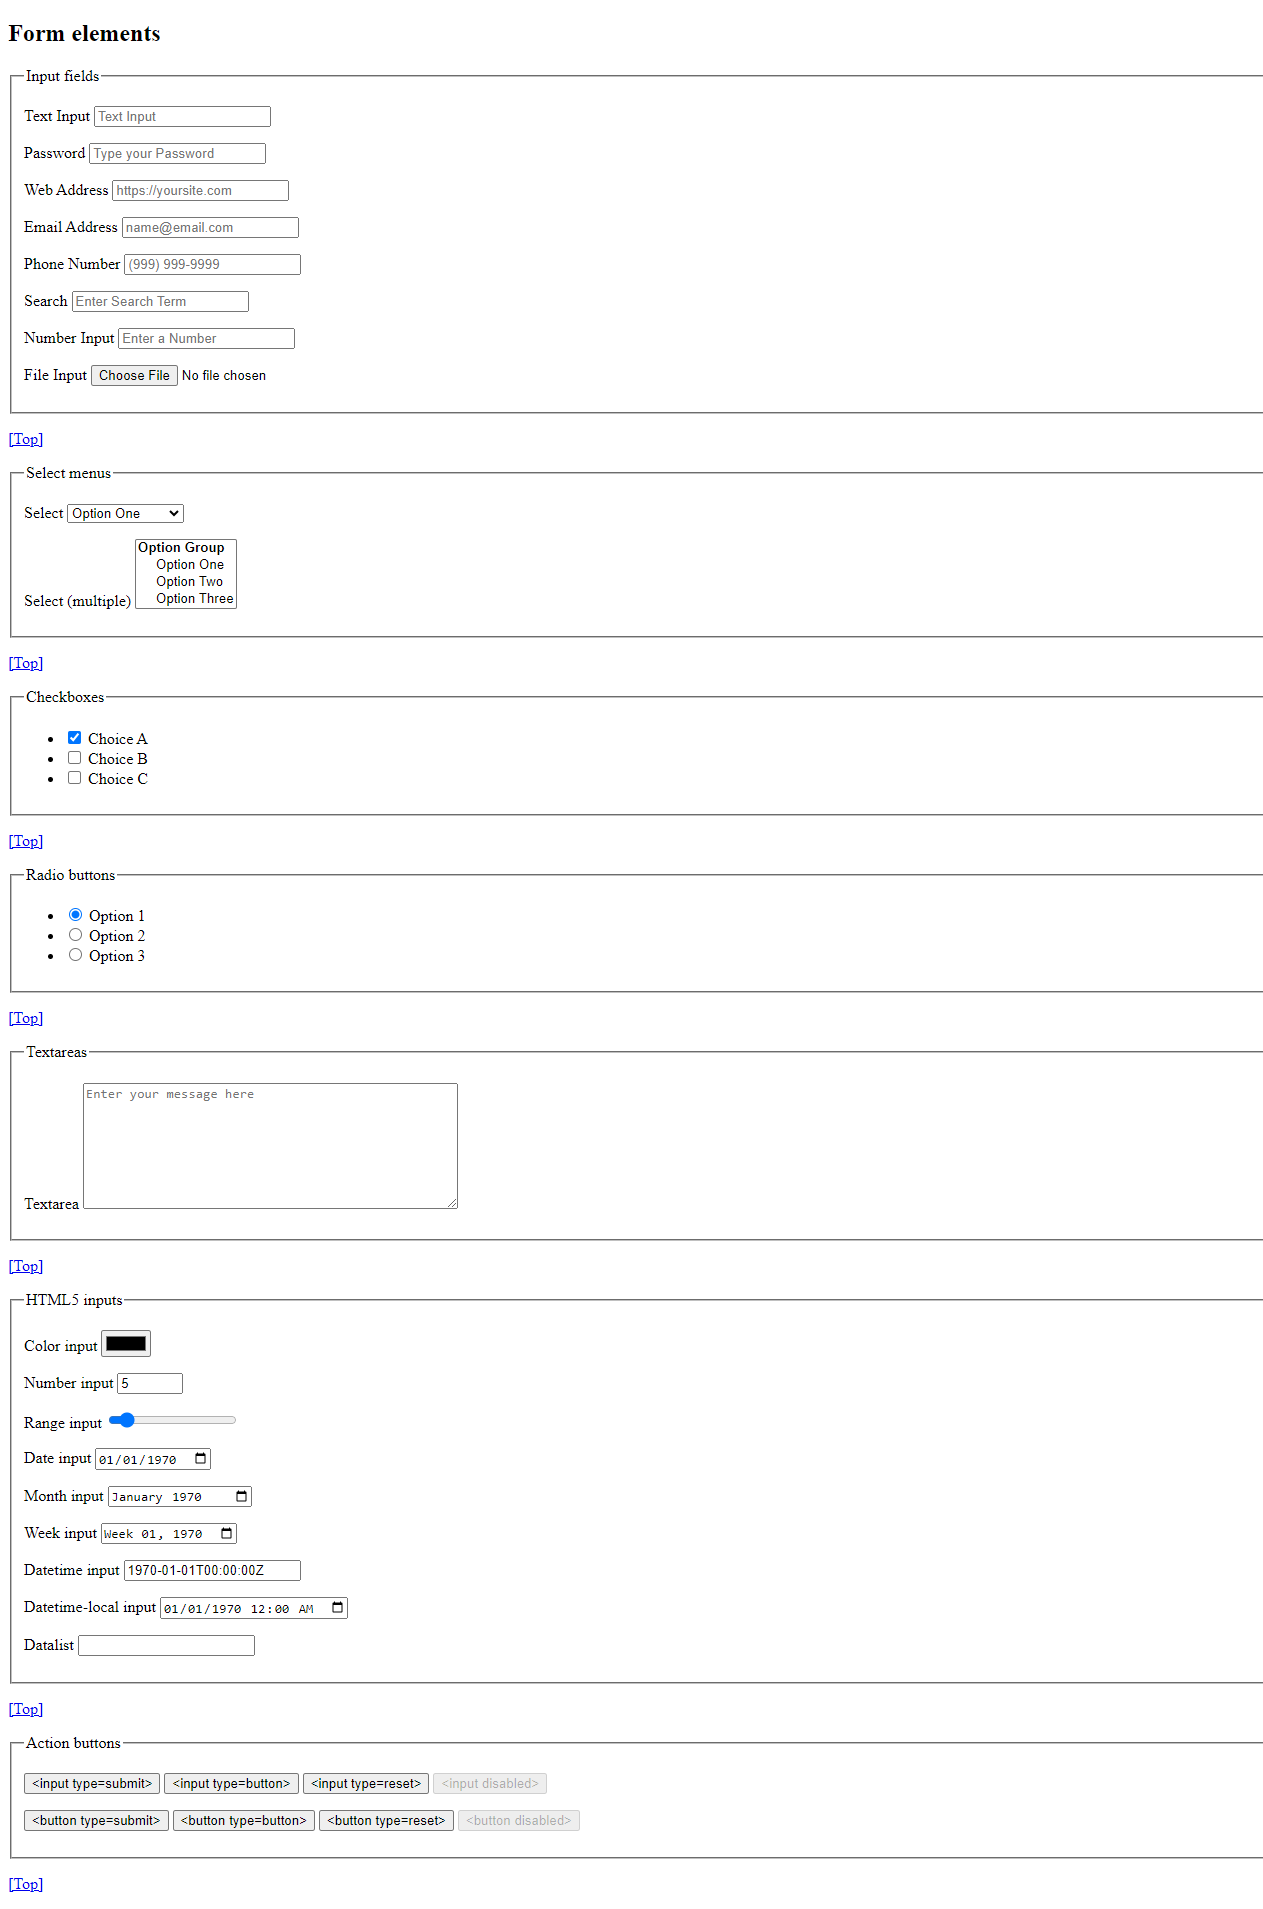 Form elements
Input fields
Text Input Text Input
Password Type your Password
Web Address https://yoursite.com
Email Address name@email.com
Phone Number (999) 999-9999
Search Enter Search Term
Number Input Enter a Number
File Input Choose File No file chosen
[Top]
Select menus
Select Option One
Option Group
Option One
Option Two
Select (multiple) Option Three
[Top]
Checkboxes
Choice A
Choice B
Choice C
[Top]
Radio buttons
Option 1
Option 2
Option 3
[Top]
Textareas
Enter your message here
Textarea
[Top]
HTML5 inputs
Color input
Number input 5
Range input
Date input 01/01/1970
Month input January 1970
Week input Week 01, 1970
Datetime input 1970-01-01T00:00:00Z
Datetime-local input 01/01/1970 12:00 AM
Datalist
[Top]
Action buttons
<input type=submit> <input type=button> <input type=reset> <input disabled>
<button type=submit> <button type=button> <button type=reset> <button disabled>
[Top]